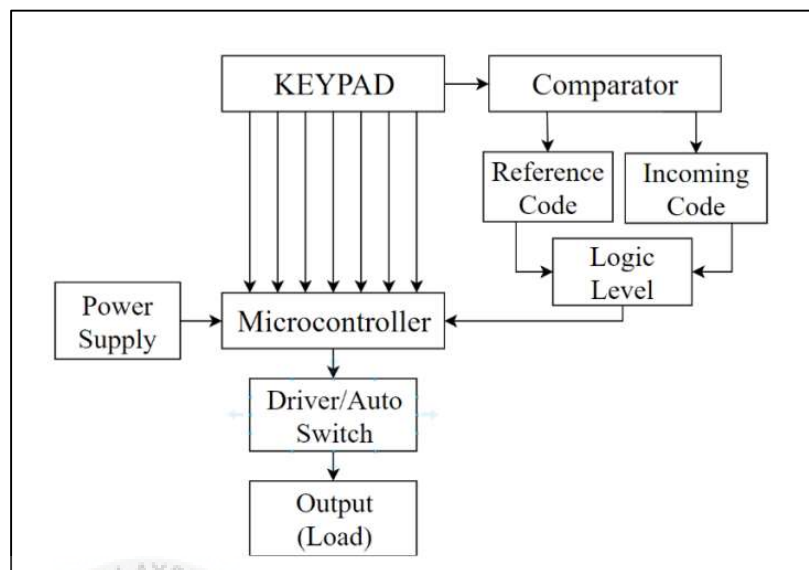 KEYPAD
Comparator
Reference
Code
Incoming
Code
Logic
Level
Power
Supply
Microcontroller
Driver/Auto
Switch
Output
(Load)